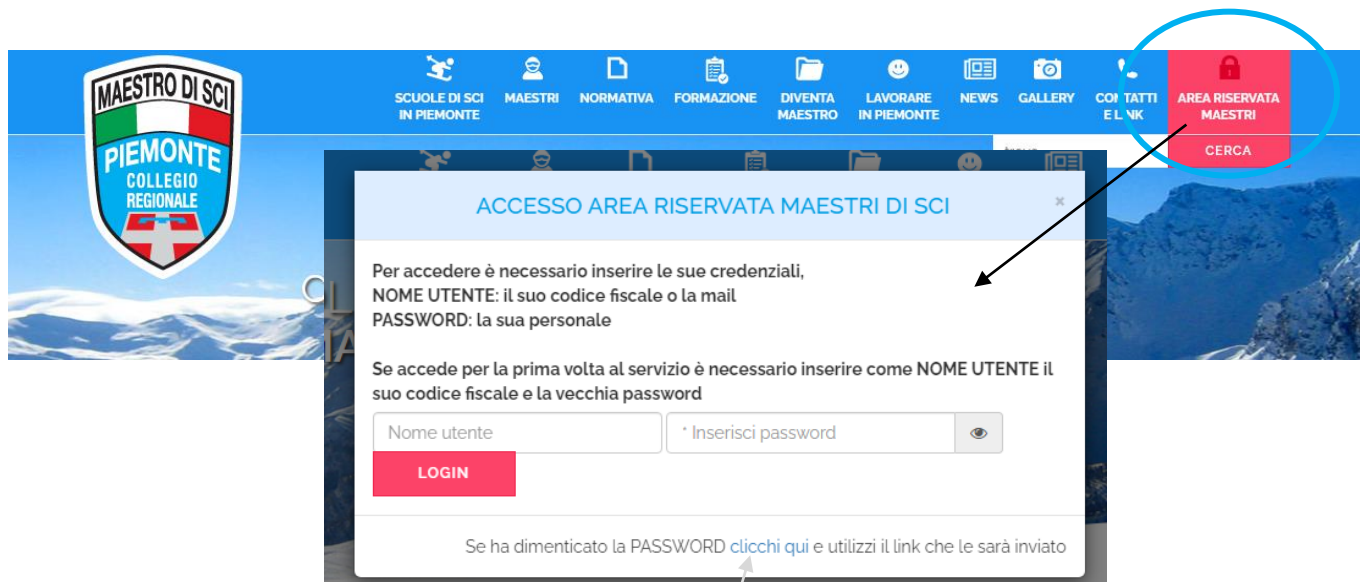 MAESTRO DI SCI
PIEMONTE
COLLEGIO
REGIONALE
SCUOLE DI SCI
IN PIEMONTE
MAESTRI
NORMATIVA
FORMAZIONE
DIVENTA
MAESTRO
LAVORARE
IN PIEMONTE
NEWS
GALLERY
CONTATTI
E LINK
AREA RISERVATA
MAESTRI
CERCA
ACCESSO AREA RISERVATA MAESTRI DI SCI ×
Per accedere è necessario inserire le sue credenziali,
NOME UTENTE: il suo codice fiscale o la mail
PASSWORD: la sua personale
Se accede per la prima volta al servizio è necessario inserire come NOME UTENTE il
suo codice fiscale e la vecchia password
Nome utente
* Inserisci password
LOGIN
Se ha dimenticato la PASSWORD clicchi qui e utilizzi il link che le sarà inviato